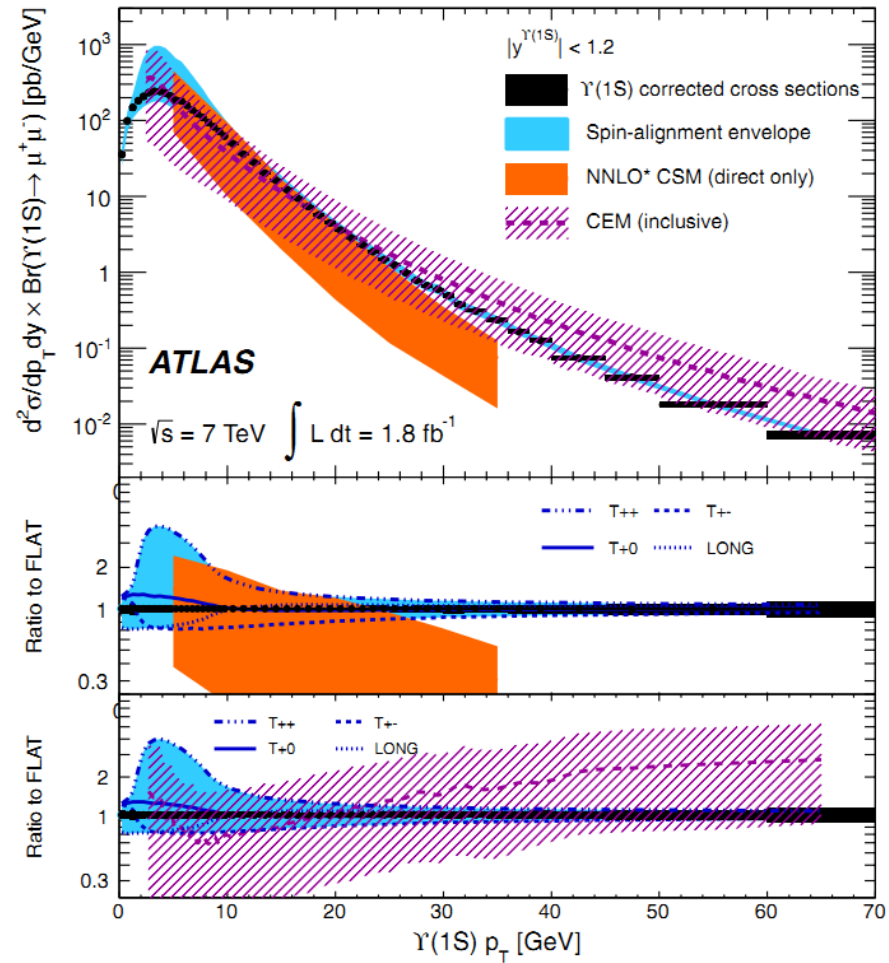 d²σ/dp_T dy × Br(ϒ(1S)→ μ⁺μ⁻) [pb/GeV]
10³
10²
10
1
10⁻¹
10⁻²
|y^ϒ(1S)| < 1.2
ϒ(1S) corrected cross sections
Spin-alignment envelope
NNLO* CSM (direct only)
CEM (inclusive)
ATLAS
√s = 7 TeV ∫ L dt = 1.8 fb⁻¹
Ratio to FLAT
2
1
0.3
T++ T+-
T+0 LONG
Ratio to FLAT
2
1
0.3
T++ T+-
T+0 LONG
0 10 20 30 40 50 60 70
ϒ(1S) p_T [GeV]